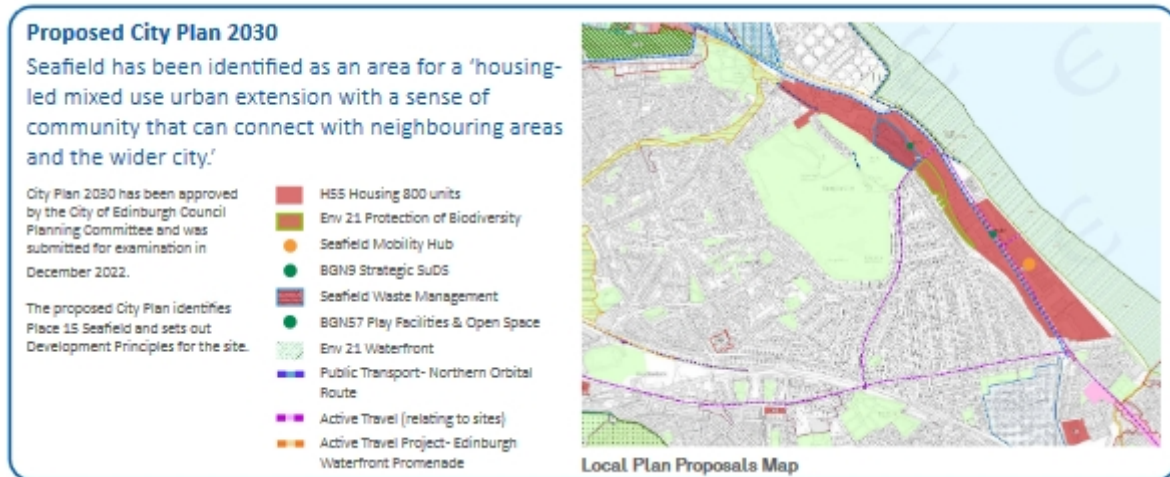 Proposed City Plan 2030
Seafield has been identified as an area for a ‘housing-
led mixed use urban extension with a sense of
community that can connect with neighbouring areas
and the wider city.’
City Plan 2030 has been approved
by the City of Edinburgh Council
Planning Committee and was
submitted for examination in
December 2022.
The proposed City Plan identifies
Place 15 Seafield and sets out
Development Principles for the site.
H55 Housing 800 units
Env 21 Protection of Biodiversity
Seafield Mobility Hub
BGN9 Strategic SuDS
Seafield Waste Management
BGN57 Play Facilities & Open Space
Env 21 Waterfront
Public Transport- Northern Orbital
Route
Active Travel (relating to sites)
Active Travel Project- Edinburgh
Waterfront Promenade
Local Plan Proposals Map